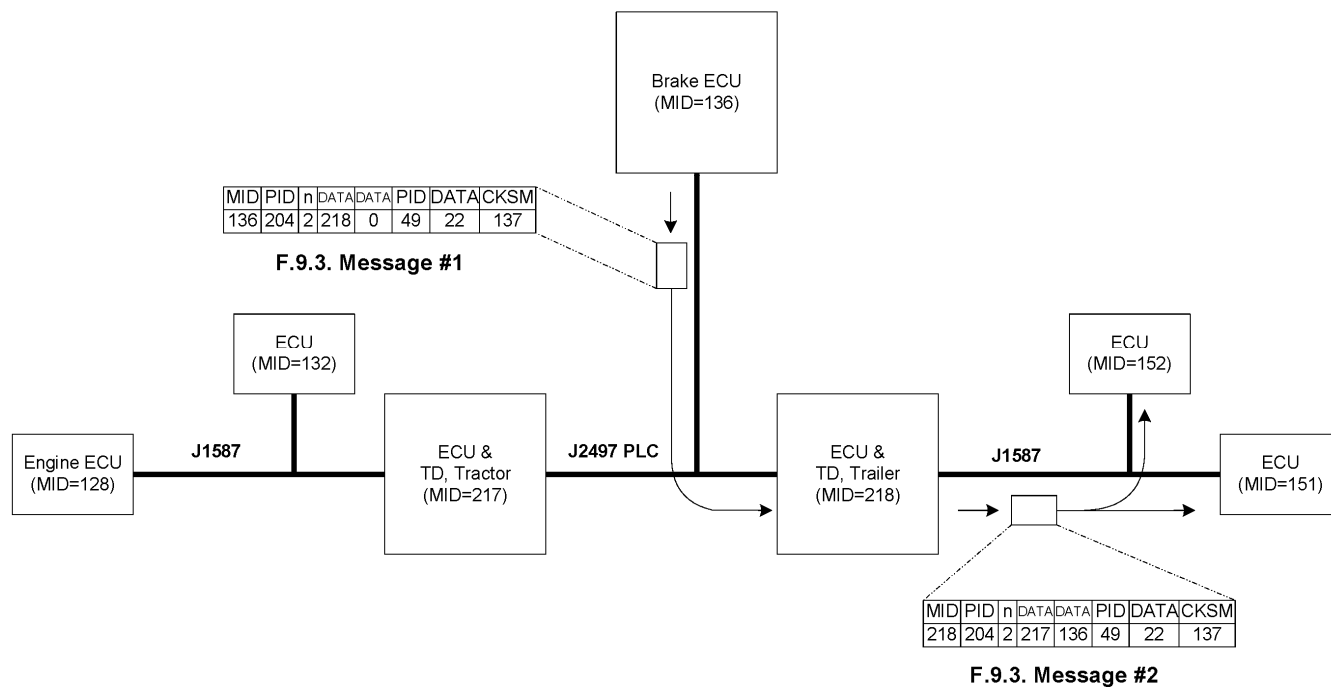 Brake ECU
(MID=136)
MID PID n DATA DATA PID DATA CKSM
136 204 2 218 0 49 22 137
F.9.3. Message #1
ECU
(MID=132)
ECU
(MID=152)
Engine ECU
(MID=128)
J1587
ECU &
TD, Tractor
(MID=217)
J2497 PLC
ECU &
TD, Trailer
(MID=218)
J1587
ECU
(MID=151)
MID PID n DATA DATA PID DATA CKSM
218 204 2 217 136 49 22 137
F.9.3. Message #2